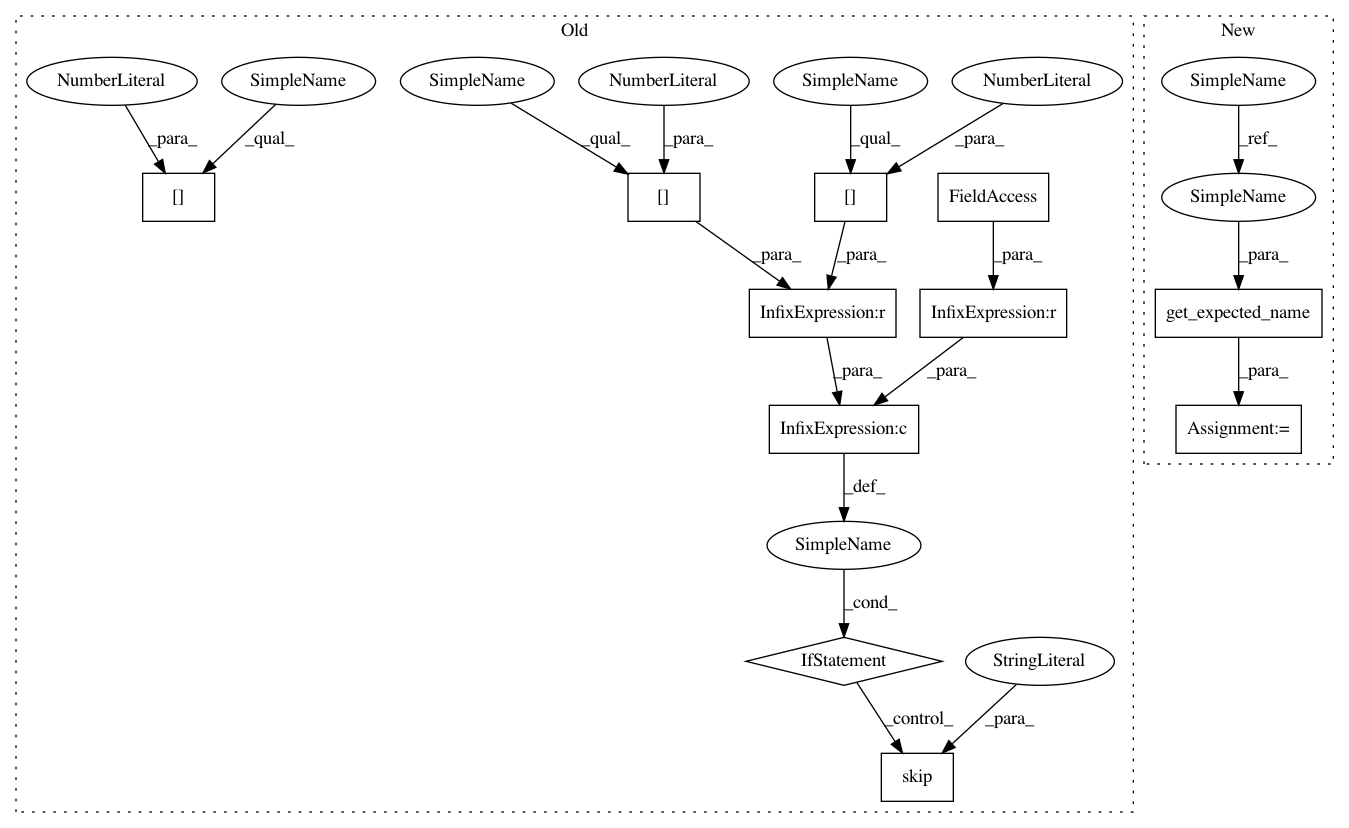 Old
New
NumberLiteral
SimpleName
SimpleName
NumberLiteral
SimpleName
NumberLiteral
SimpleName
_para_
_qual_
_qual_
_para_
_qual_
_para_
_ref_
[]
[]
[]
FieldAccess
SimpleName
_para_
_para_
_para_
_para_
InfixExpression:r
InfixExpression:r
get_expected_name
_para_
_para_
_para_
InfixExpression:c
Assignment:=
_def_
SimpleName
_cond_
IfStatement
StringLiteral
_control_
_para_
skip